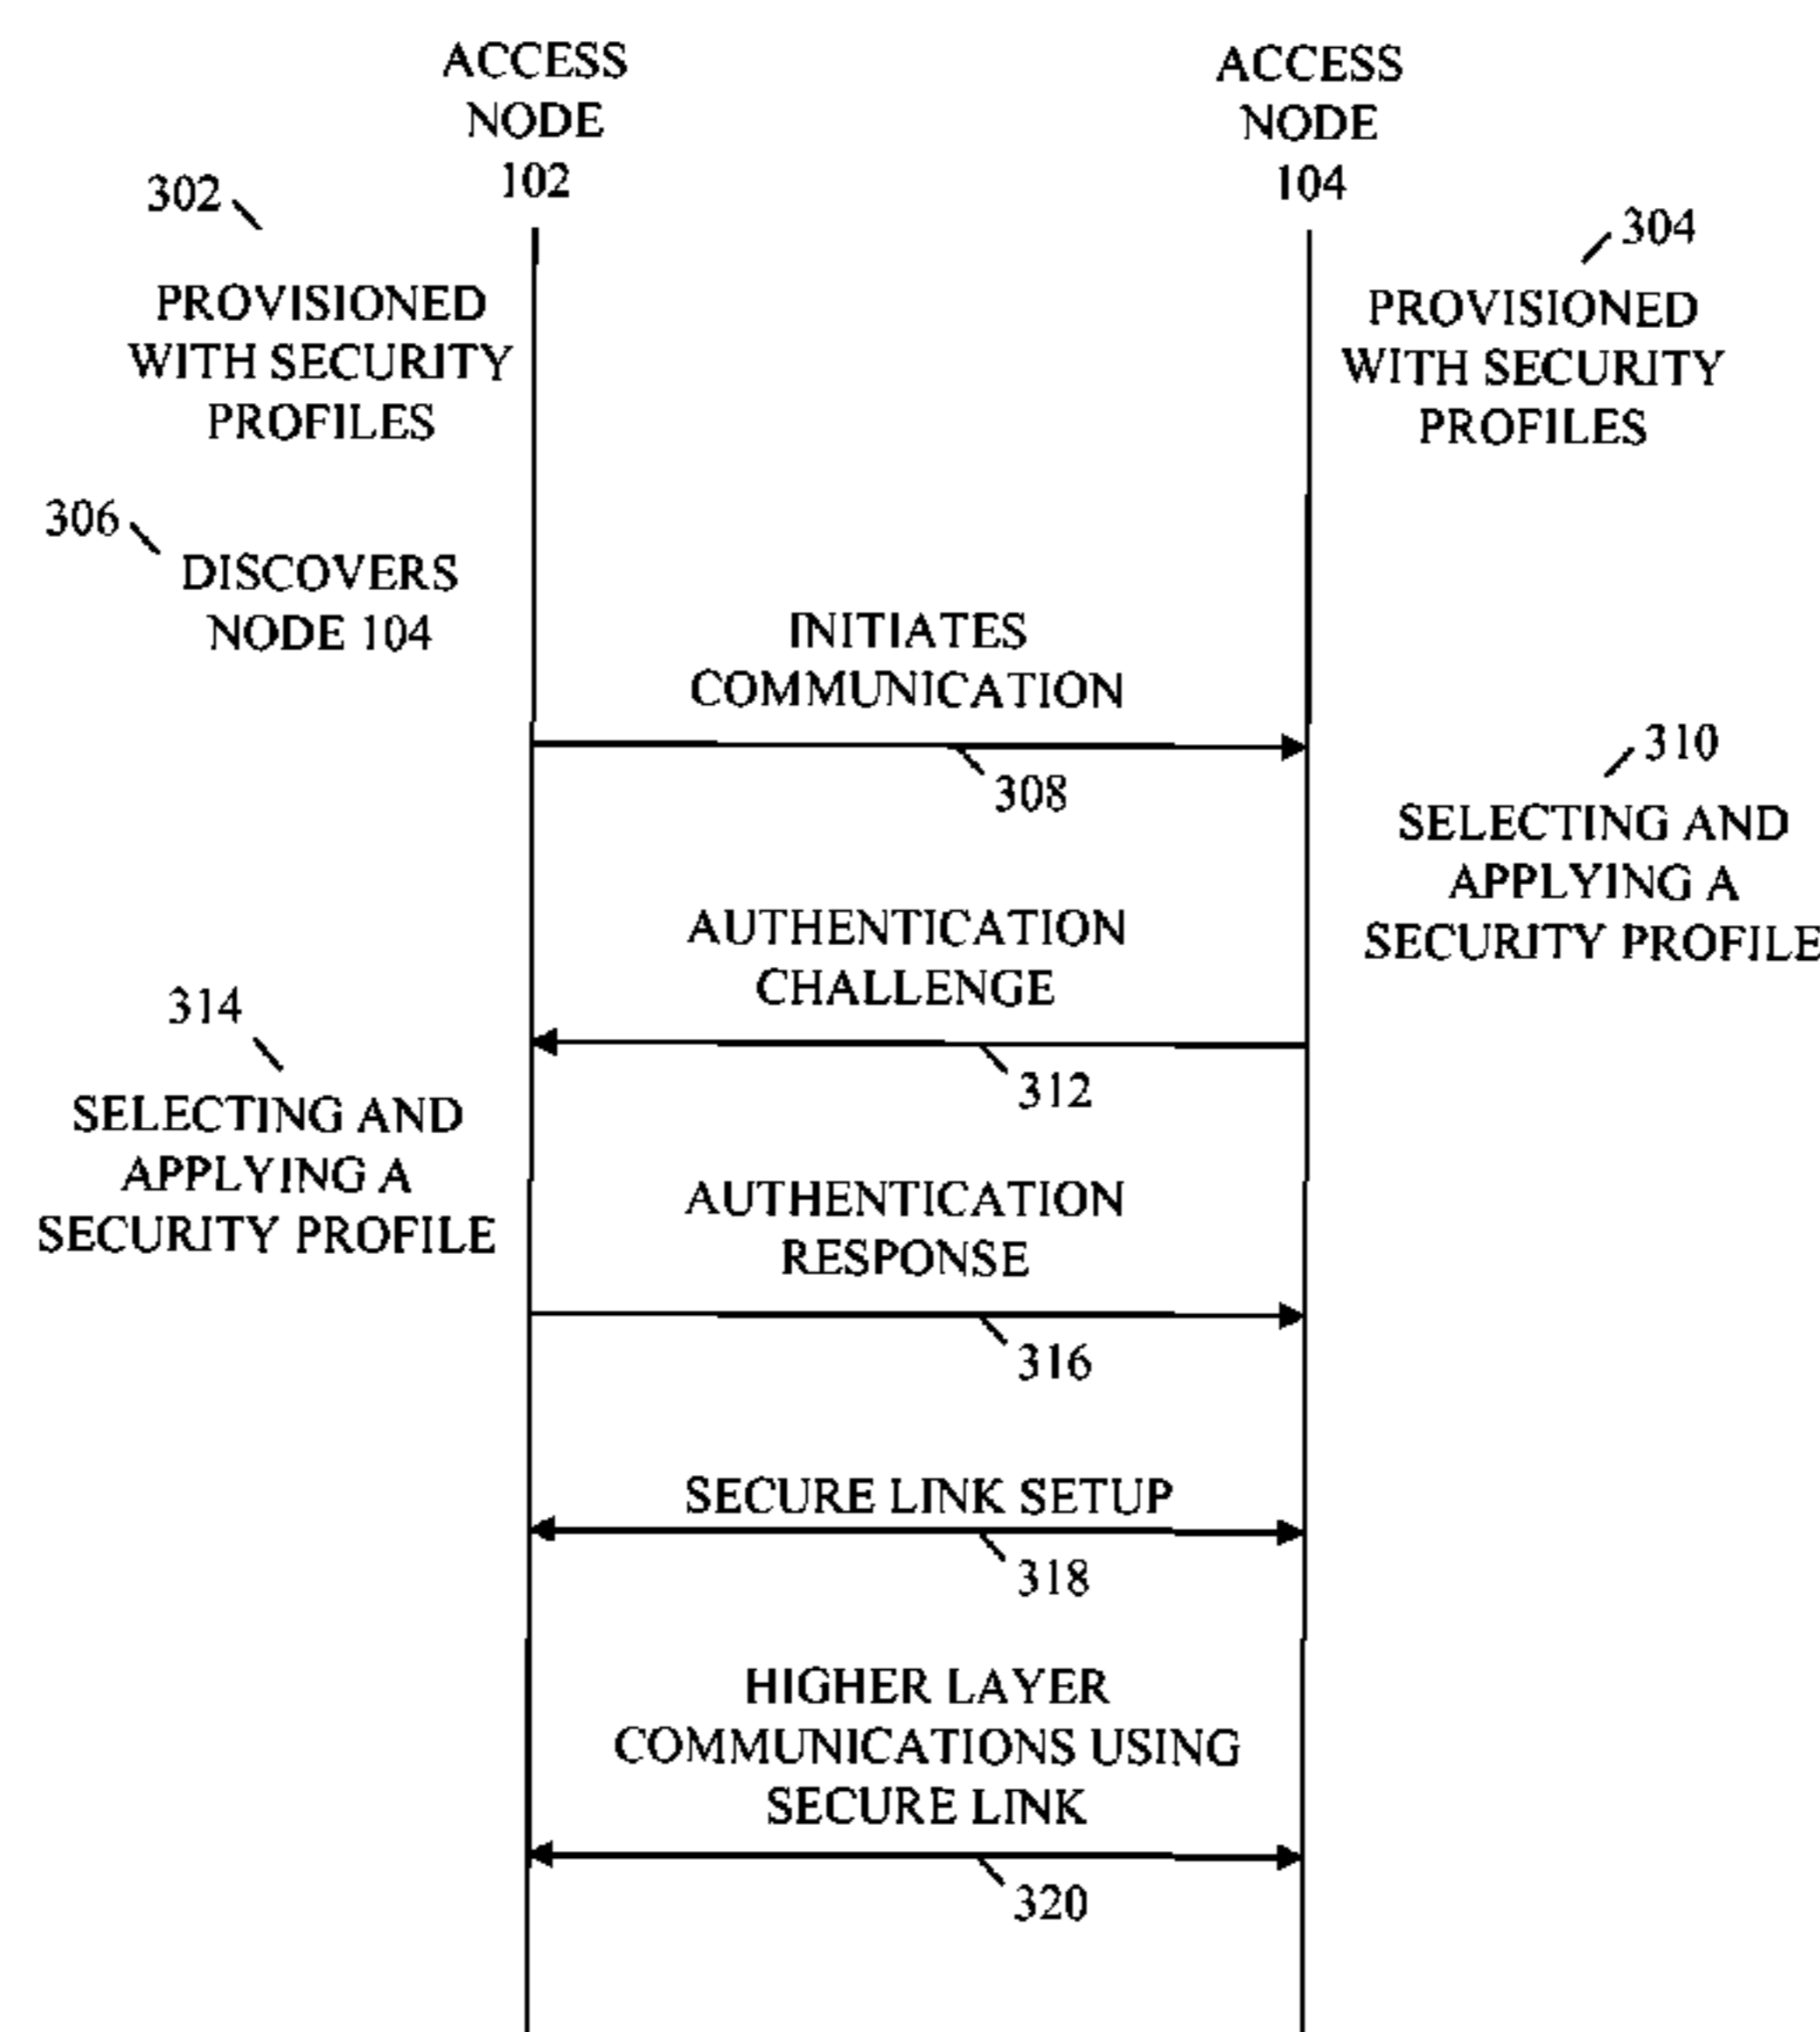 ACCESS
NODE
102
ACCESS
NODE
104
302
PROVISIONED
WITH SECURITY
PROFILES
304
PROVISIONED
WITH SECURITY
PROFILES
306
DISCOVERS
NODE 104
INITIATES
COMMUNICATION
308
310
SELECTING AND
APPLYING A
SECURITY PROFILE
AUTHENTICATION
CHALLENGE
312
314
SELECTING AND
APPLYING A
SECURITY PROFILE
AUTHENTICATION
RESPONSE
316
SECURE LINK SETUP
318
HIGHER LAYER
COMMUNICATIONS USING
SECURE LINK
320